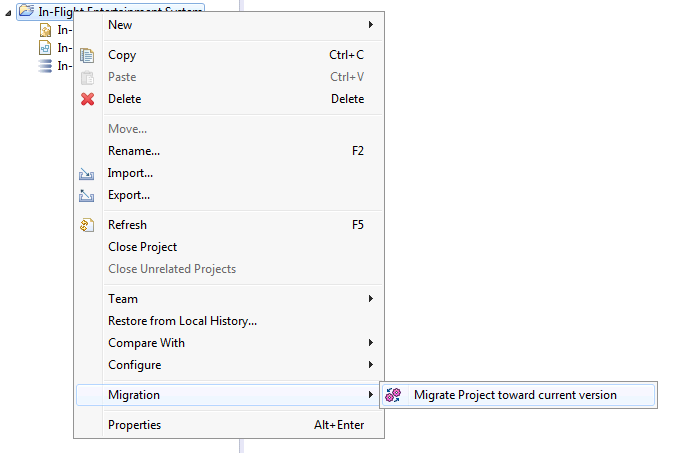 In-Flight Entertainment System
In-
In-
In-
New
Copy Ctrl+C
Paste Ctrl+V
Delete Delete
Move...
Rename... F2
Import...
Export...
Refresh F5
Close Project
Close Unrelated Projects
Team
Restore from Local History...
Compare With
Configure
Migration
Migrate Project toward current version
Properties Alt+Enter